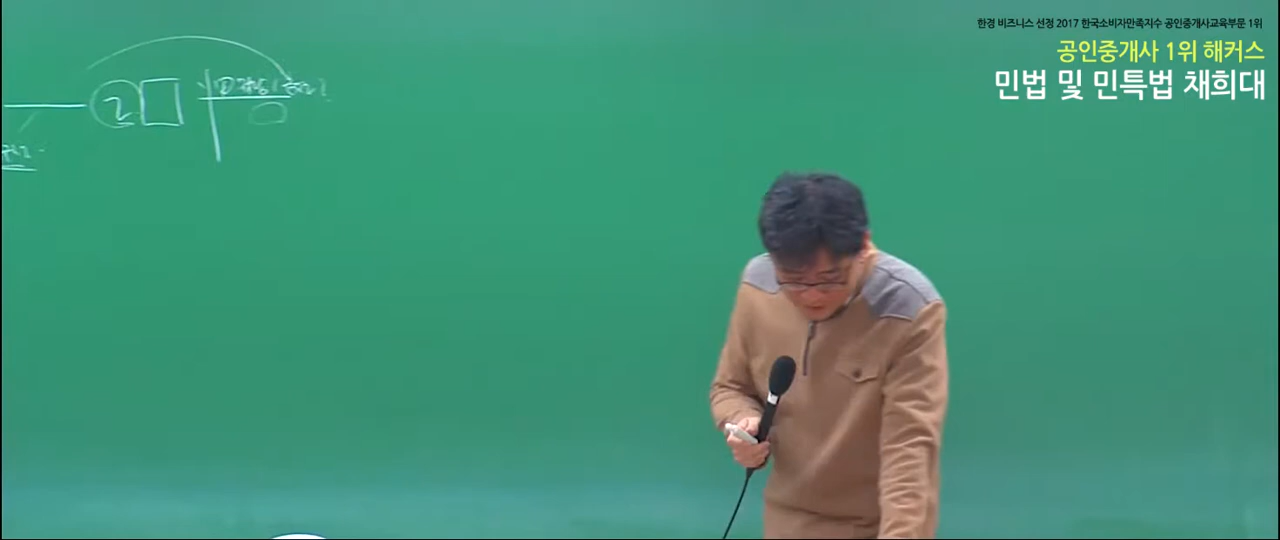 한경 비즈니스 선정 2017 한국소비자만족지수 공인중개사교육부문 1위
공인중개사 1위 해커스
민법 및 민특법 채희대
2